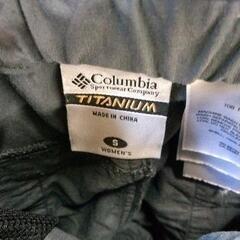 Columbia
Sportswear Company
TITANIUM
MADE IN CHINA
S
WOMEN'S